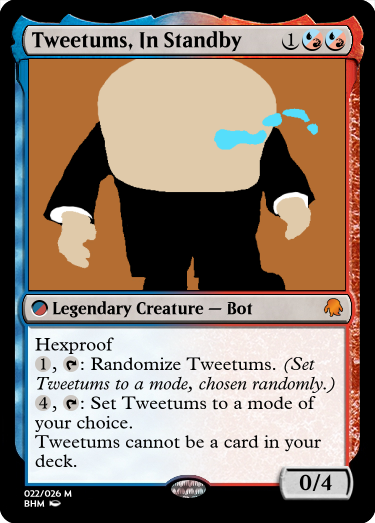 Tweetums, In Standby 1
Legendary Creature — Bot
Hexproof
1, : Randomize Tweetums. (Set
Tweetums to a mode, chosen randomly.)
4, : Set Tweetums to a mode of
your choice.
Tweetums cannot be a card in your
deck.
0/4
022/026 M
BHM